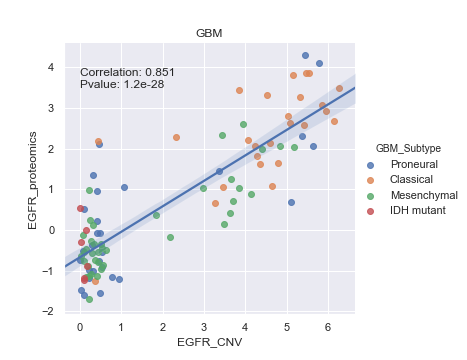 GBM
Correlation: 0.851
Pvalue: 1.2e-28
EGFR_proteomics
4
3
2
1
0
−1
−2
0 1 2 3 4 5 6
EGFR_CNV
GBM_Subtype
Proneural
Classical
Mesenchymal
IDH mutant